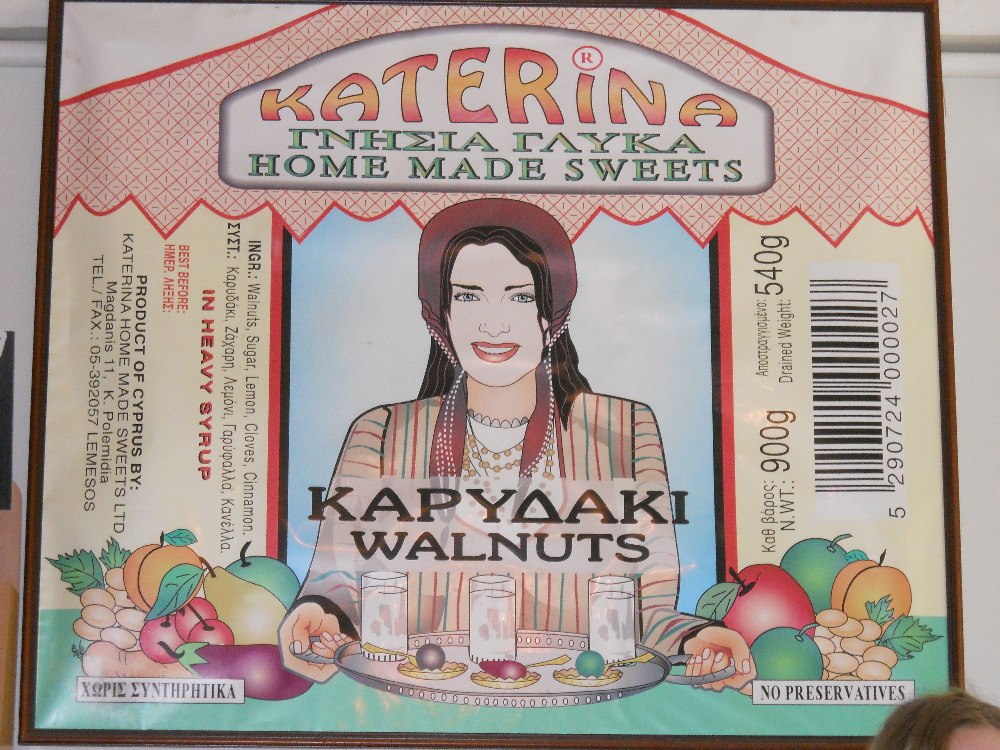 KATERiNA ®
ΓΝΗΣΙΑ ΓΛΥΚΑ
HOME MADE SWEETS
INGR.: Walnuts, Sugar, Lemon, Cloves, Cinnamon.
ΣΥΣΤ.: Καρυδάκι, Ζάχαρη, Λεμόνι, Γαρύφαλλα, Κανέλλα.
IN HEAVY SYRUP
BEST BEFORE:
ΗΜΕΡ. ΛΗΞΗΣ:
PRODUCT OF CYPRUS BY:
KATERINA HOME MADE SWEETS LTD
Magdanis 11, K. Polemidia
TEL./ FAX.: 05-392057 LEMESOS
ΚΑΡΥΔΑΚΙ
WALNUTS
Καθ βάρος: 900g
N.WT.:
Αποστραγγισμένο: 540g
Drained Weight:
5 290724 000027
ΧΩΡΙΣ ΣΥΝΤΗΡΗΤΙΚΑ
NO PRESERVATIVES